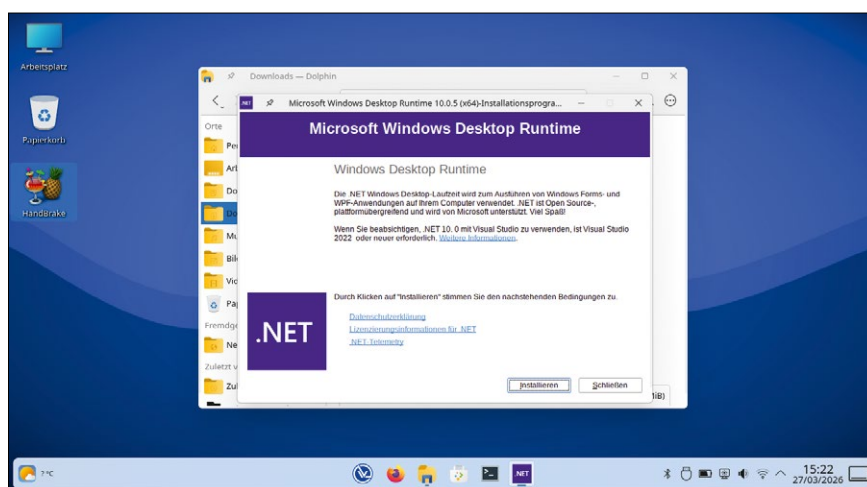 Arbeitsplatz
Papierkorb
HandBrake
Downloads — Dolphin
.NET
Microsoft Windows Desktop Runtime 10.0.5 (x64)-Installationsprogra...
Microsoft Windows Desktop Runtime
Orte
Windows Desktop Runtime
Die .NET Windows Desktop-Laufzeit wird zum Ausführen von Windows Forms- und
WPF-Anwendungen auf Ihrem Computer verwendet. .NET ist Open Source-,
plattformübergreifend und wird von Microsoft unterstützt. Viel Spaß!
Wenn Sie beabsichtigen, .NET 10. 0 mit Visual Studio zu verwenden, ist Visual Studio
2022 oder neuer erforderlich. Weitere Informationen.
Durch Klicken auf "Installieren" stimmen Sie den nachstehenden Bedingungen zu.
Datenschutzerklärung
Lizenzierungsinformationen für .NET
.NET Telemetry
.NET
Fremdge
Zuletzt v
Installieren
Schließen
iB)
? °C
.NET
15:22
27/03/2026